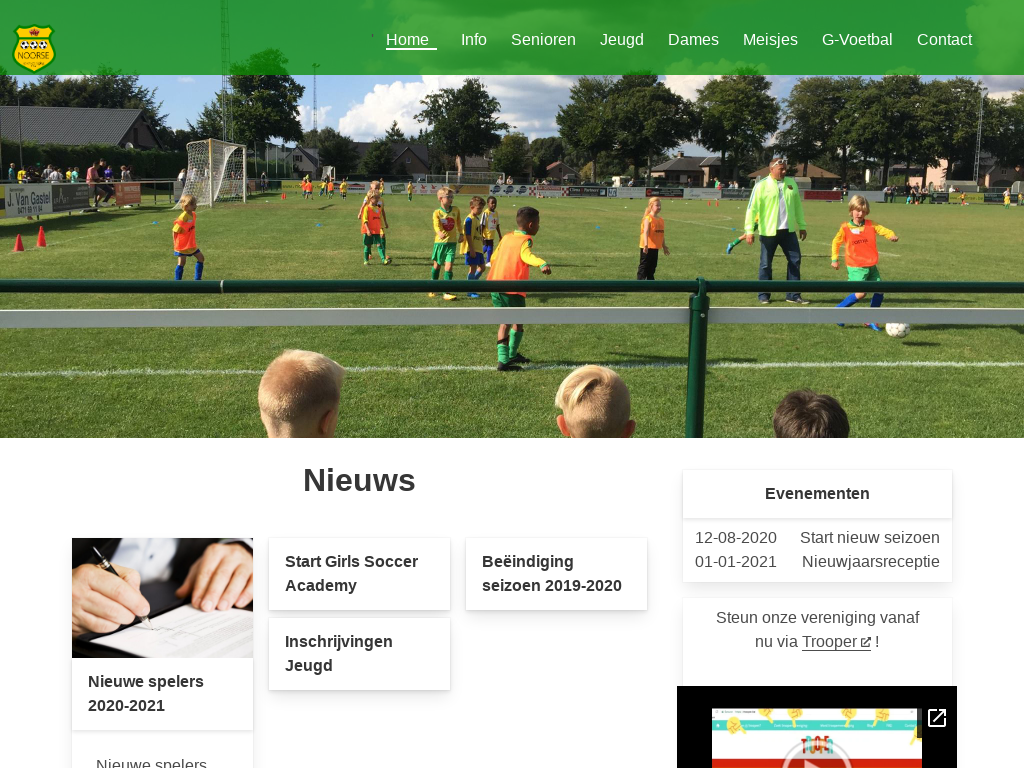 NOORSE
Home Info Senioren Jeugd Dames Meisjes G-Voetbal Contact
J. Van Gastel
Nieuws
Nieuwe spelers
2020-2021
Nieuwe spelers
Start Girls Soccer
Academy
Inschrijvingen
Jeugd
Beëindiging
seizoen 2019-2020
Evenementen
12-08-2020 Start nieuw seizoen
01-01-2021 Nieuwjaarsreceptie
Steun onze vereniging vanaf
nu via Trooper !